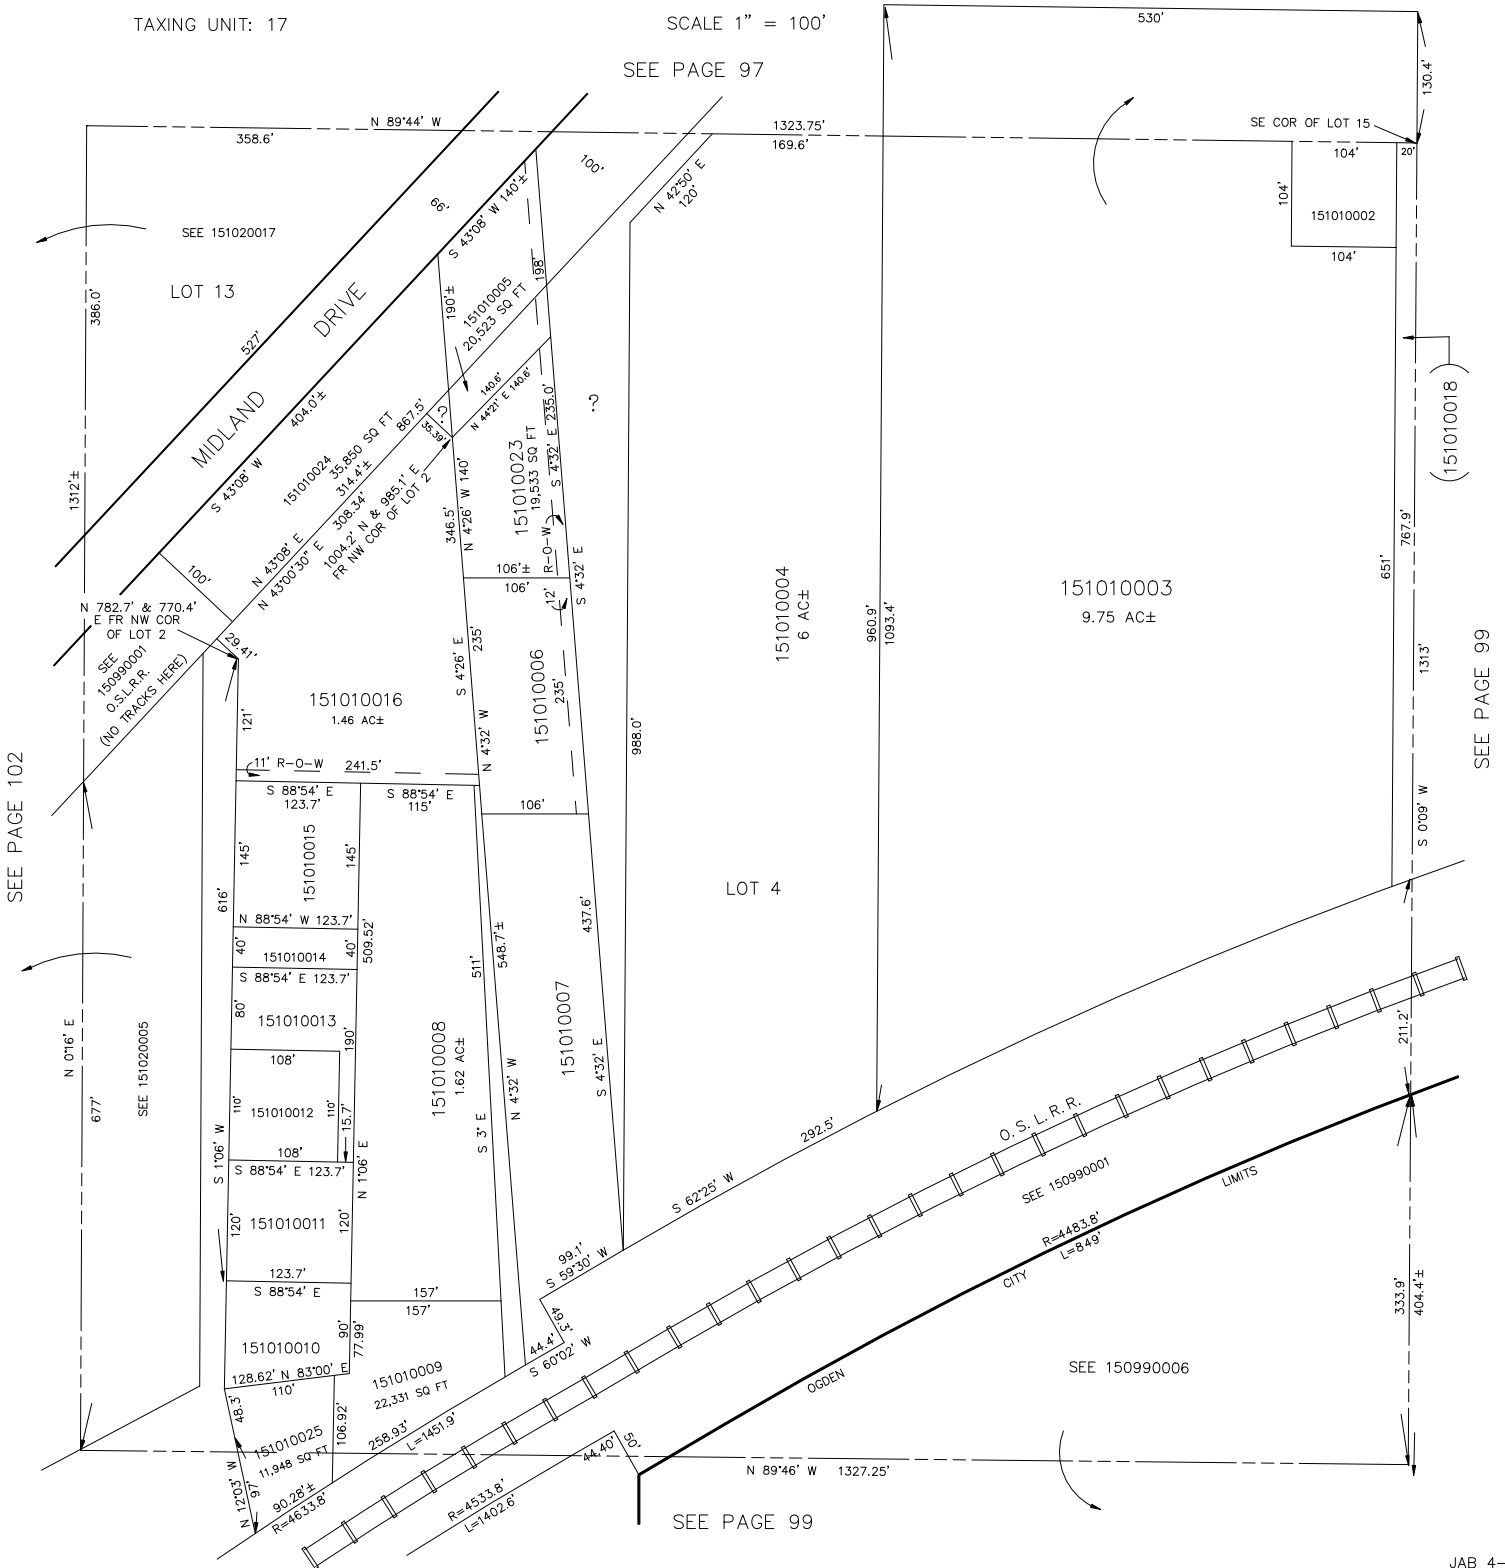 TAXING UNIT: 17
SCALE 1" = 100'
SEE PAGE 97
530'
130.4'
N 89°44' W
358.6'
1323.75'
169.6'
SE COR OF LOT 15
104'
20'
104'
151010002
104'
100'
66'
N 42°50' E
120'
S 43°08' W 140'±
SEE 151020017
LOT 13
386.0'
527'
MIDLAND DRIVE
190'±
198'
151010005
20,523 SQ FT
404.0'±
S 43°08' W
140.6'
N 44°21' E 140.6'
?
?
35.39'
867.5'
151010024
35,850 SQ FT
314.4'±
N 43°08' E
308.34'
N 43°00'30" E
1004.2' N & 985.1' E
FR NW COR OF LOT 2
151010023
19,533 SQ FT
S 4°32' E 235.0'
346.5'
N 4°26' W 140'
R-O-W
12'
S 4°32' E
106'±
106'
(151010018)
1312'±
767.9'
651'
151010003
9.75 AC±
151010004
6 AC±
960.9'
1093.4'
1313'
SEE PAGE 99
100'
N 782.7' & 770.4'
E FR NW COR
OF LOT 2
29.41'
SEE
150990001
O.S.L.R.R.
(NO TRACKS HERE)
151010016
1.46 AC±
121'
S 4°26' E
235'
N 4°32' W
151010006
235'
988.0'
S 0°09' W
SEE PAGE 102
11' R-O-W 241.5'
S 88°54' E
123.7'
S 88°54' E
115'
106'
145'
151010015
145'
LOT 4
616'
N 88°54' W 123.7'
437.6'
40'
151010014
40'
509.52'
S 88°54' E 123.7'
511'
548.7'±
80'
151010013
190'
151010007
N 0°16' E
677'
SEE 151020005
108'
151010008
1.62 AC±
110'
151010012
110'
15.7'
108'
S 88°54' E 123.7'
S 1°06' W
N 1°06' E
S 3° E
N 4°32' W
S 4°32' E
211.2'
292.5'
S 62°25' W
O. S. L. R. R.
SEE 150990001
120'
151010011
120'
123.7'
S 88°54' E
99.1'
S 59°30' W
R=4483.8'
L=849'
OGDEN CITY LIMITS
157'
157'
49.3'
44.4'
S 60°02' W
333.9'
404.4'±
151010010
90'
77.99'
128.62' N 83°00' E
110'
151010009
22,331 SQ FT
SEE 150990006
48.3'
151010025
11,948 SQ FT
106.92'
258.93'
L=1451.9'
N 12°03' W
97'
90.28'±
R=4633.8'
44.40'
50'
R=4533.8'
L=1402.6'
N 89°46' W 1327.25'
SEE PAGE 99
JAB 4-